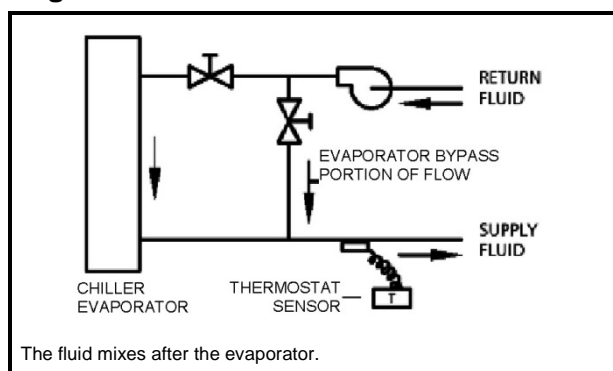 RETURN
FLUID
EVAPORATOR BYPASS
PORTION OF FLOW
SUPPLY
FLUID
CHILLER
EVAPORATOR
THERMOSTAT
SENSOR
T
The fluid mixes after the evaporator.